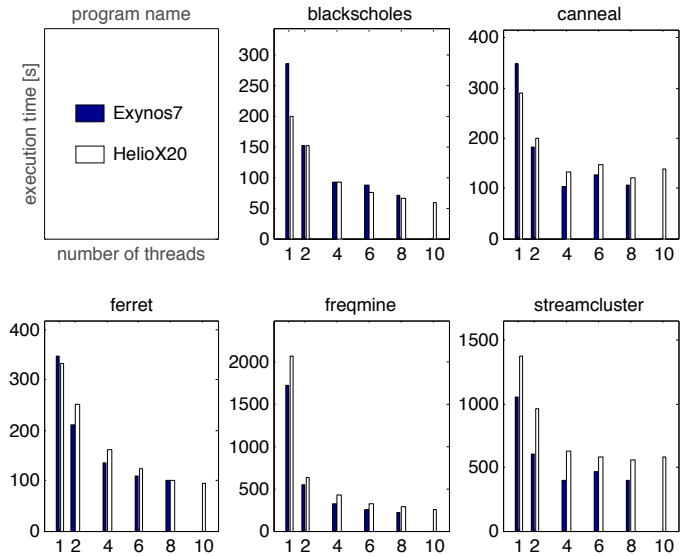 program name
execution time [s]
Exynos7
HelioX20
number of threads
blackscholes
300
250
200
150
100
50
0
1 2 4 6 8 10
canneal
400
300
200
100
0
1 2 4 6 8 10
ferret
400
300
200
100
0
1 2 4 6 8 10
freqmine
2000
1500
1000
500
0
1 2 4 6 8 10
streamcluster
1500
1000
500
0
1 2 4 6 8 10